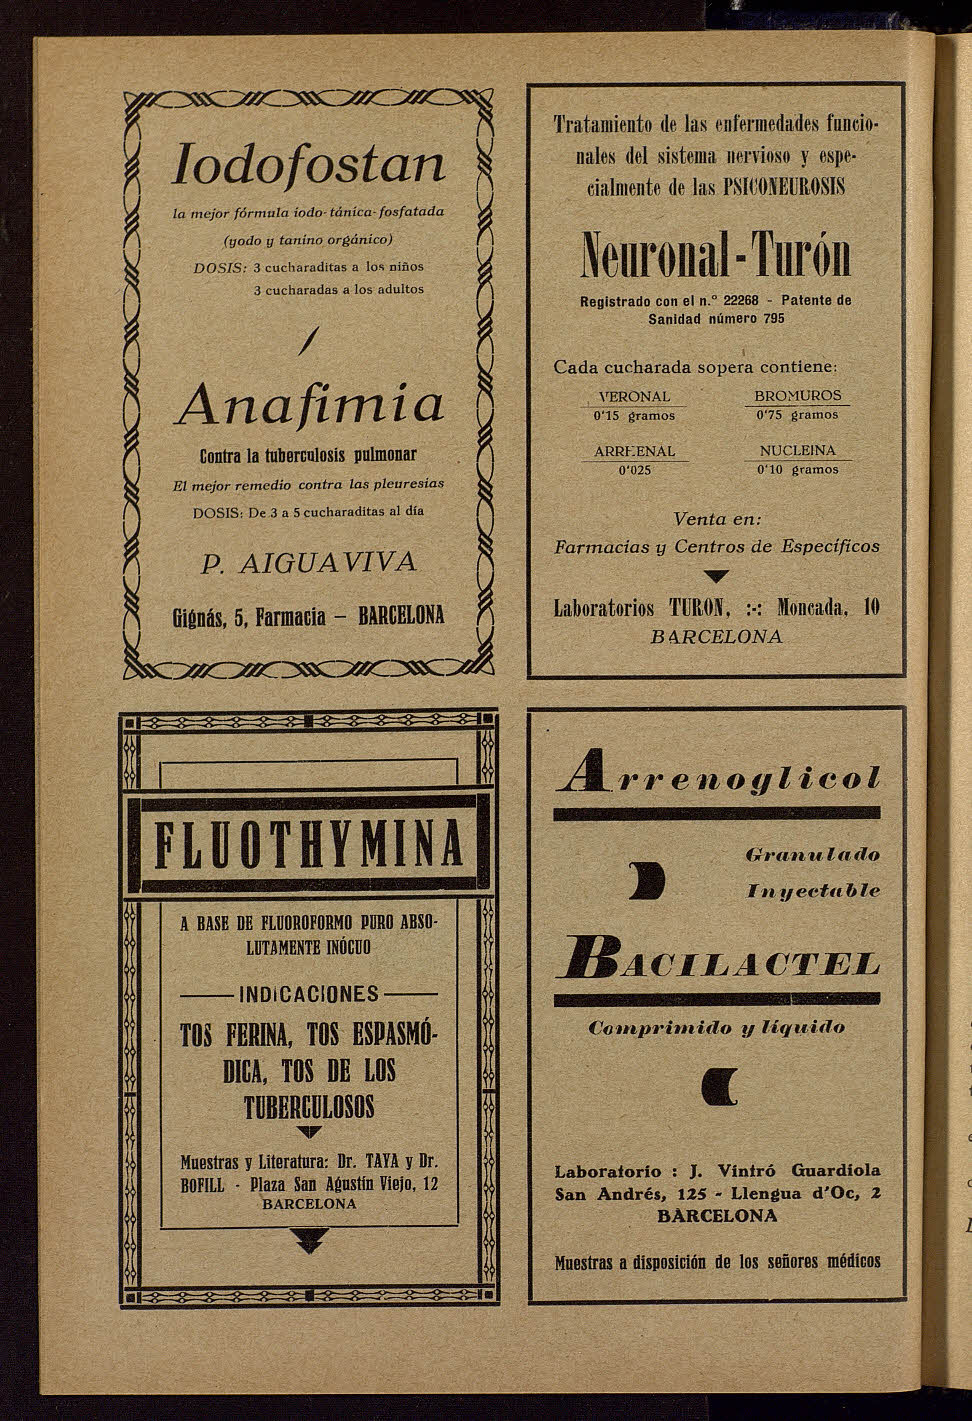 Iodofostan
la mejor fórmula iodo-tánica-fosfatada
(yodo y tanino orgánico)
DOSIS: 3 cucharaditas a los niños
3 cucharadas a los adultos
Anafimia
Contra la tuberculosis pulmonar
El mejor remedio contra las pleuresias
DOSIS: De 3 a 5 cucharaditas al día
P. AIGUAVIVA
Gignás, 5, Farmacia — BARCELONA
Tratamiento de las enfermedades funcio-
nales del sistema nervioso y espe-
cialmente de las PSICONEUROSIS
Neuronal-Turón
Registrado con el n.º 22268 - Patente de
Sanidad número 795
Cada cucharada sopera contiene:
VERONAL BROMUROS
0'15 gramos 0'75 gramos
ARRHENAL NUCLEINA
0'025 0'10 gramos
Venta en:
Farmacias y Centros de Específicos
Laboratorios TURON, :-: Moncada, 10
BARCELONA
FLUOTHYMINA
A BASE DE FLUOROFORMO PURO ABSO-
LUTAMENTE INÓCUO
INDICACIONES
TOS FERINA, TOS ESPASMÓ-
DICA, TOS DE LOS
TUBERCULOSOS
Muestras y Literatura: Dr. TAYA y Dr.
BOFILL - Plaza San Agustín Viejo, 12
BARCELONA
Arrenoglicol
Granulado
Inyectable
BACILACTEL
Comprimido y líquido
Laboratorio : J. Vintró Guardiola
San Andrés, 125 - Llengua d'Oc, 2
BARCELONA
Muestras a disposición de los señores médicos